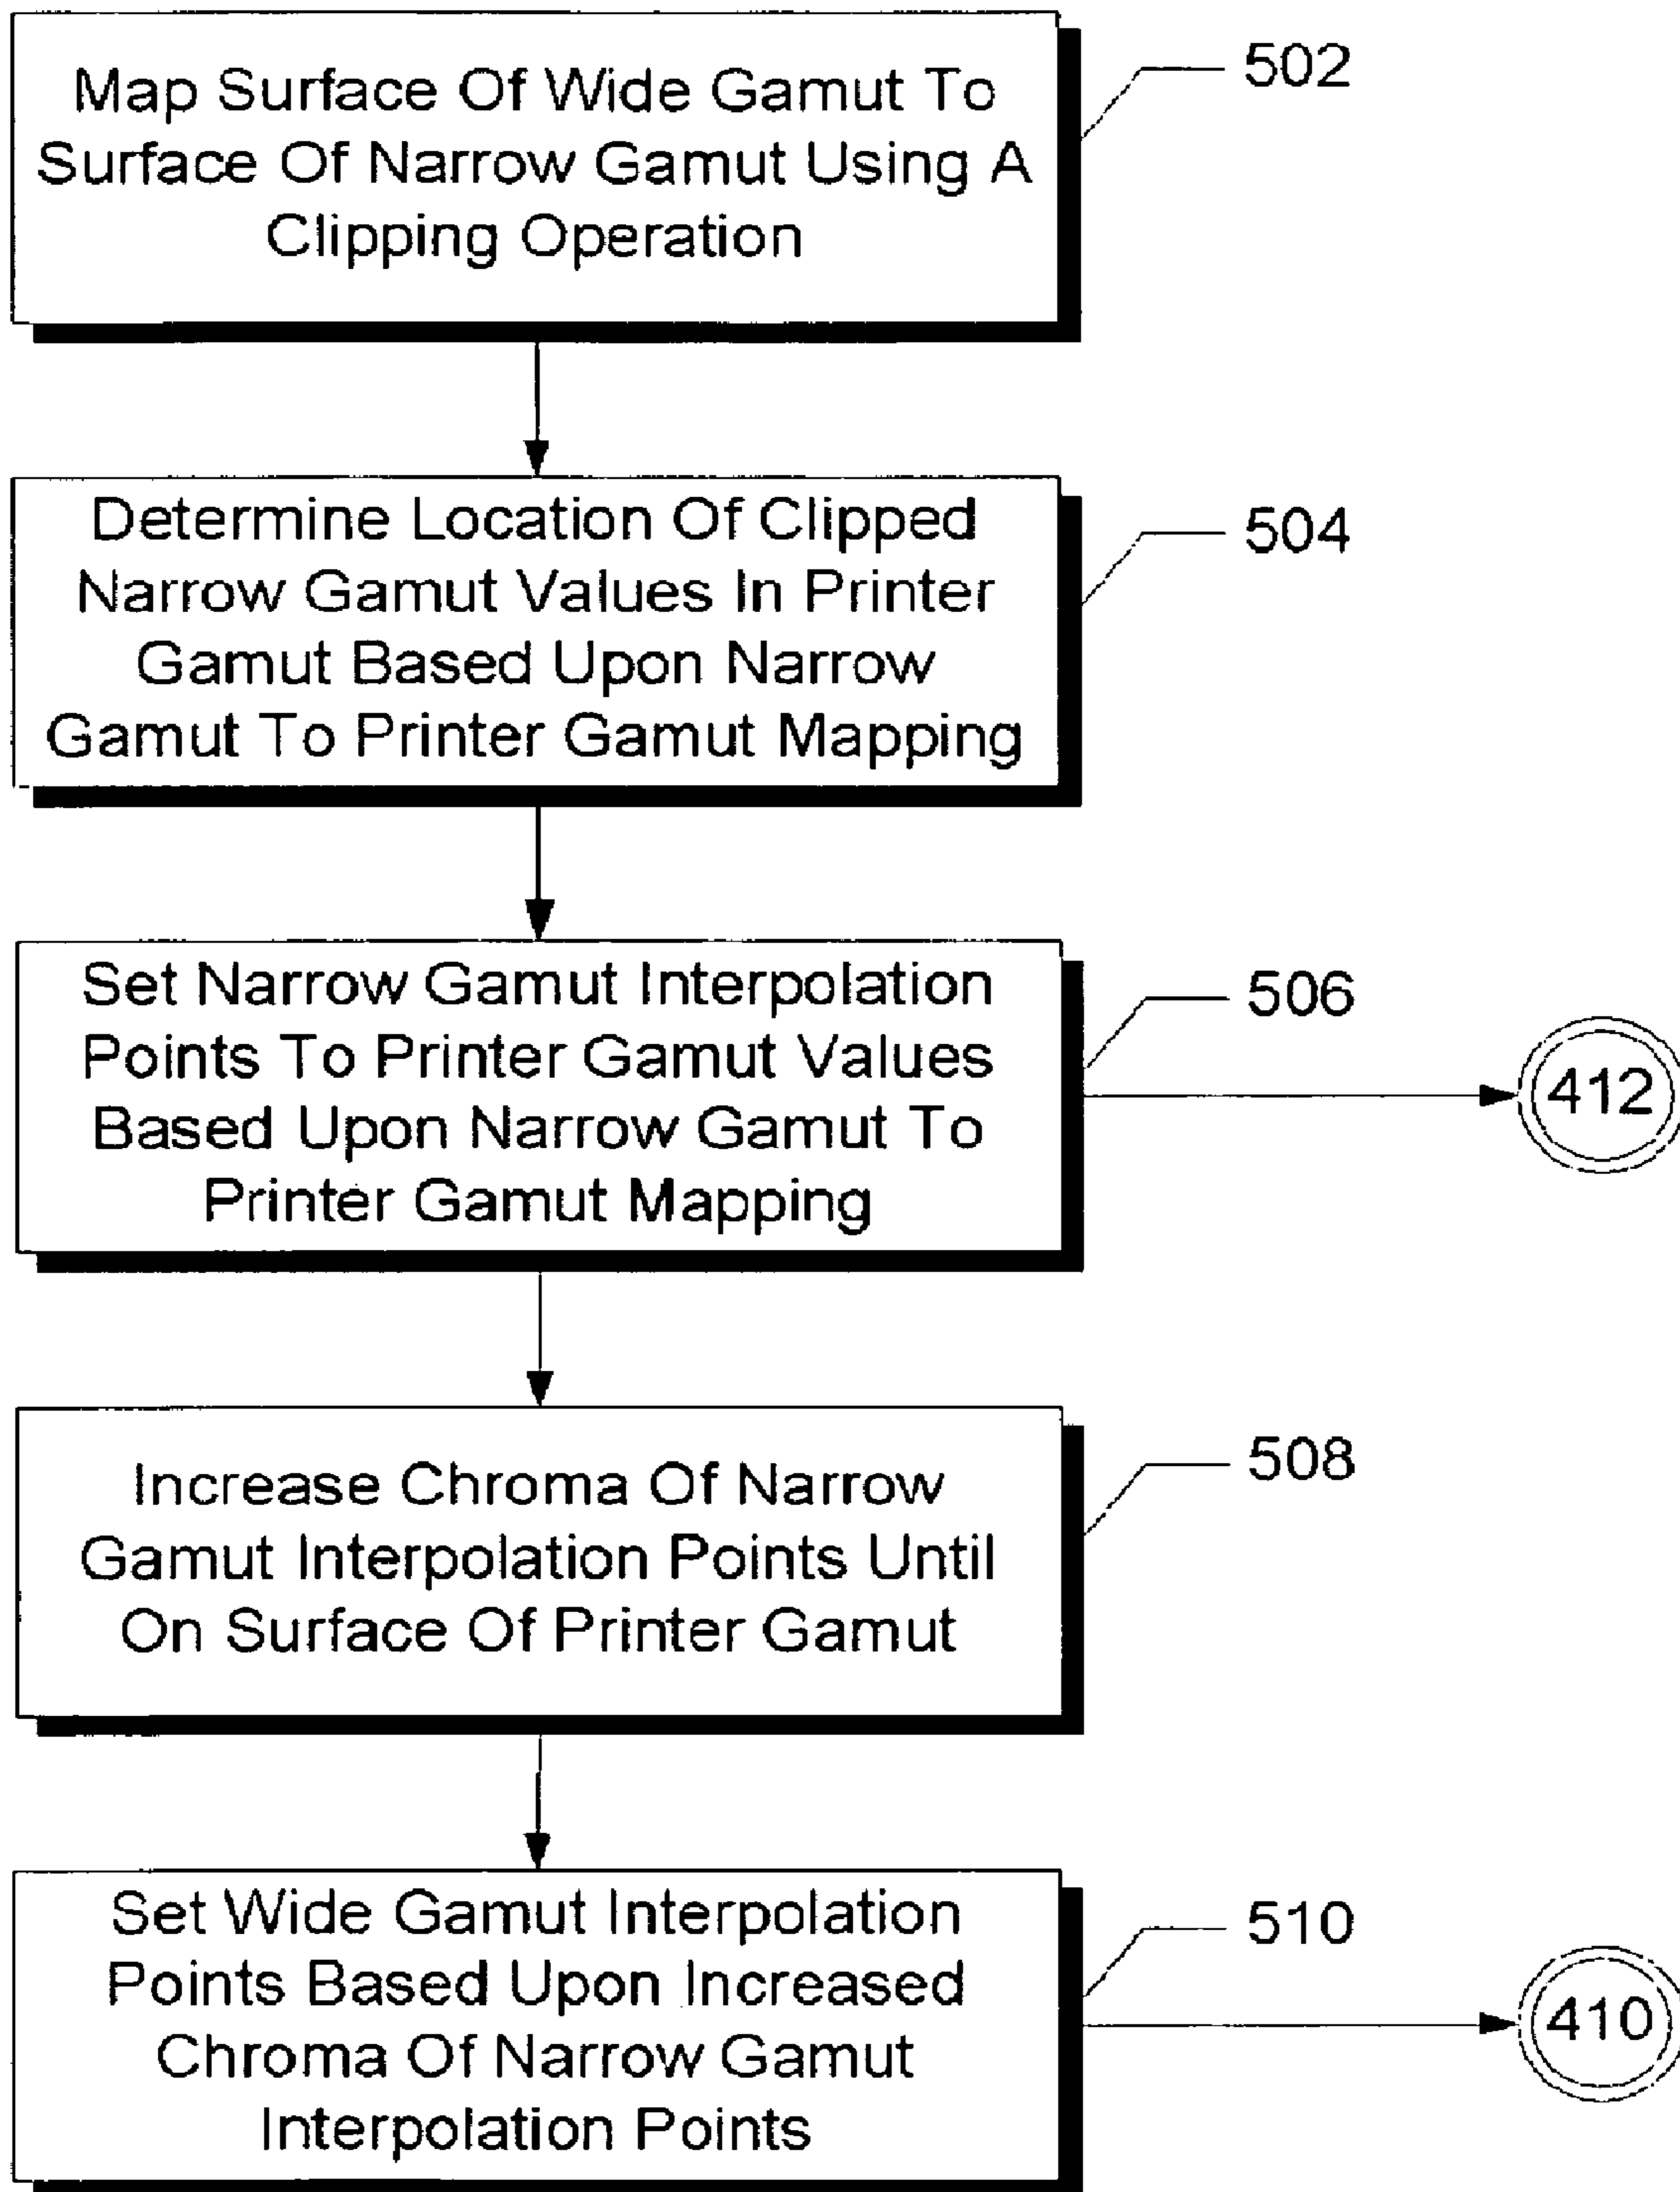 Map Surface Of Wide Gamut To
Surface Of Narrow Gamut Using A
Clipping Operation
502
Determine Location Of Clipped
Narrow Gamut Values In Printer
Gamut Based Upon Narrow
Gamut To Printer Gamut Mapping
504
Set Narrow Gamut Interpolation
Points To Printer Gamut Values
Based Upon Narrow Gamut To
Printer Gamut Mapping
506
412
Increase Chroma Of Narrow
Gamut Interpolation Points Until
On Surface Of Printer Gamut
508
Set Wide Gamut Interpolation
Points Based Upon Increased
Chroma Of Narrow Gamut
Interpolation Points
510
410